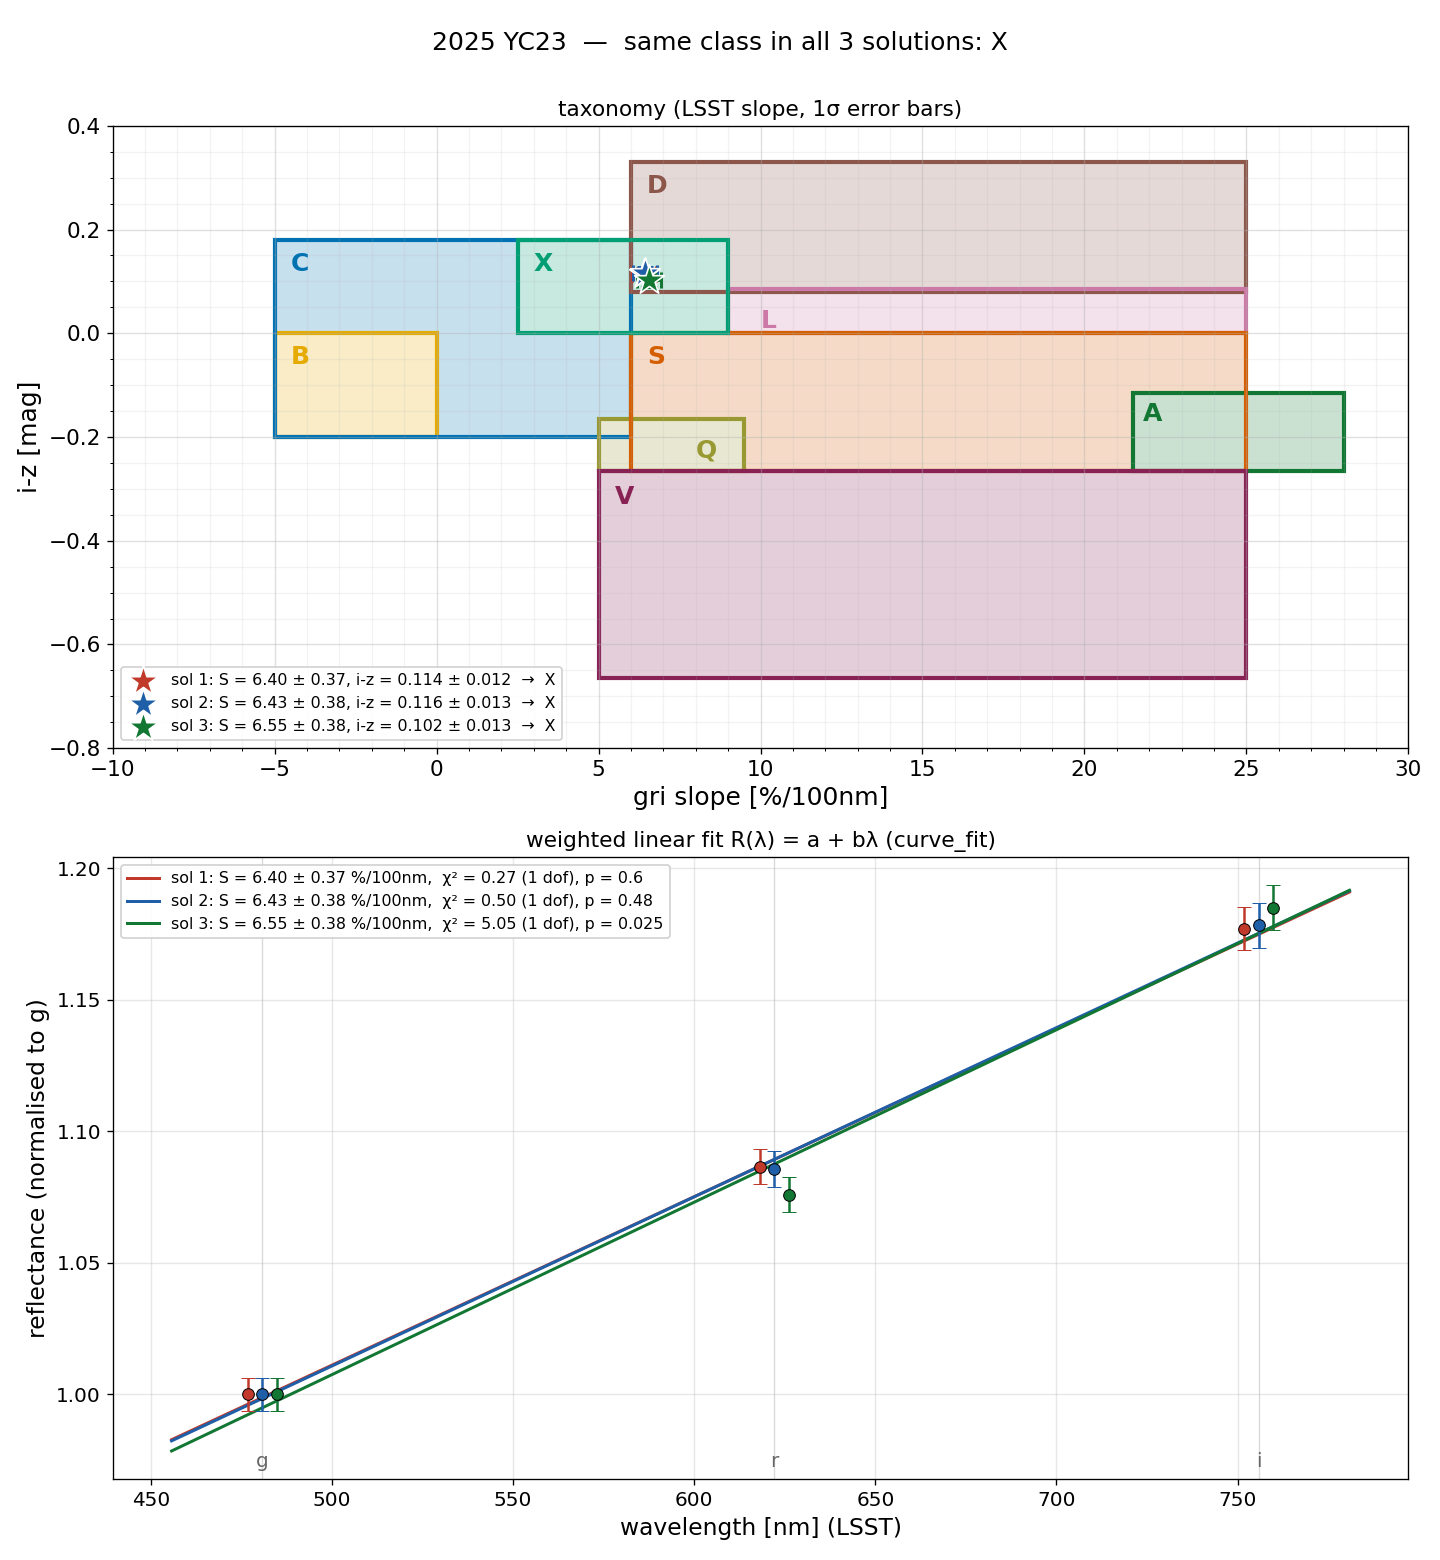 2025 YC23 — same class in all 3 solutions: X
taxonomy (LSST slope, 1σ error bars)
0.4
0.2
0.0
−0.2
−0.4
−0.6
−0.8
i-z [mag]
D
C
X
L
B
S
A
Q
V
sol 1: S = 6.40 ± 0.37, i-z = 0.114 ± 0.012 → X
sol 2: S = 6.43 ± 0.38, i-z = 0.116 ± 0.013 → X
sol 3: S = 6.55 ± 0.38, i-z = 0.102 ± 0.013 → X
−10 −5 0 5 10 15 20 25 30
gri slope [%/100nm]
weighted linear fit R(λ) = a + bλ (curve_fit)
sol 1: S = 6.40 ± 0.37 %/100nm, χ² = 0.27 (1 dof), p = 0.6
sol 2: S = 6.43 ± 0.38 %/100nm, χ² = 0.50 (1 dof), p = 0.48
sol 3: S = 6.55 ± 0.38 %/100nm, χ² = 5.05 (1 dof), p = 0.025
1.20
1.15
1.10
1.05
1.00
reflectance (normalised to g)
g r i
450 500 550 600 650 700 750
wavelength [nm] (LSST)